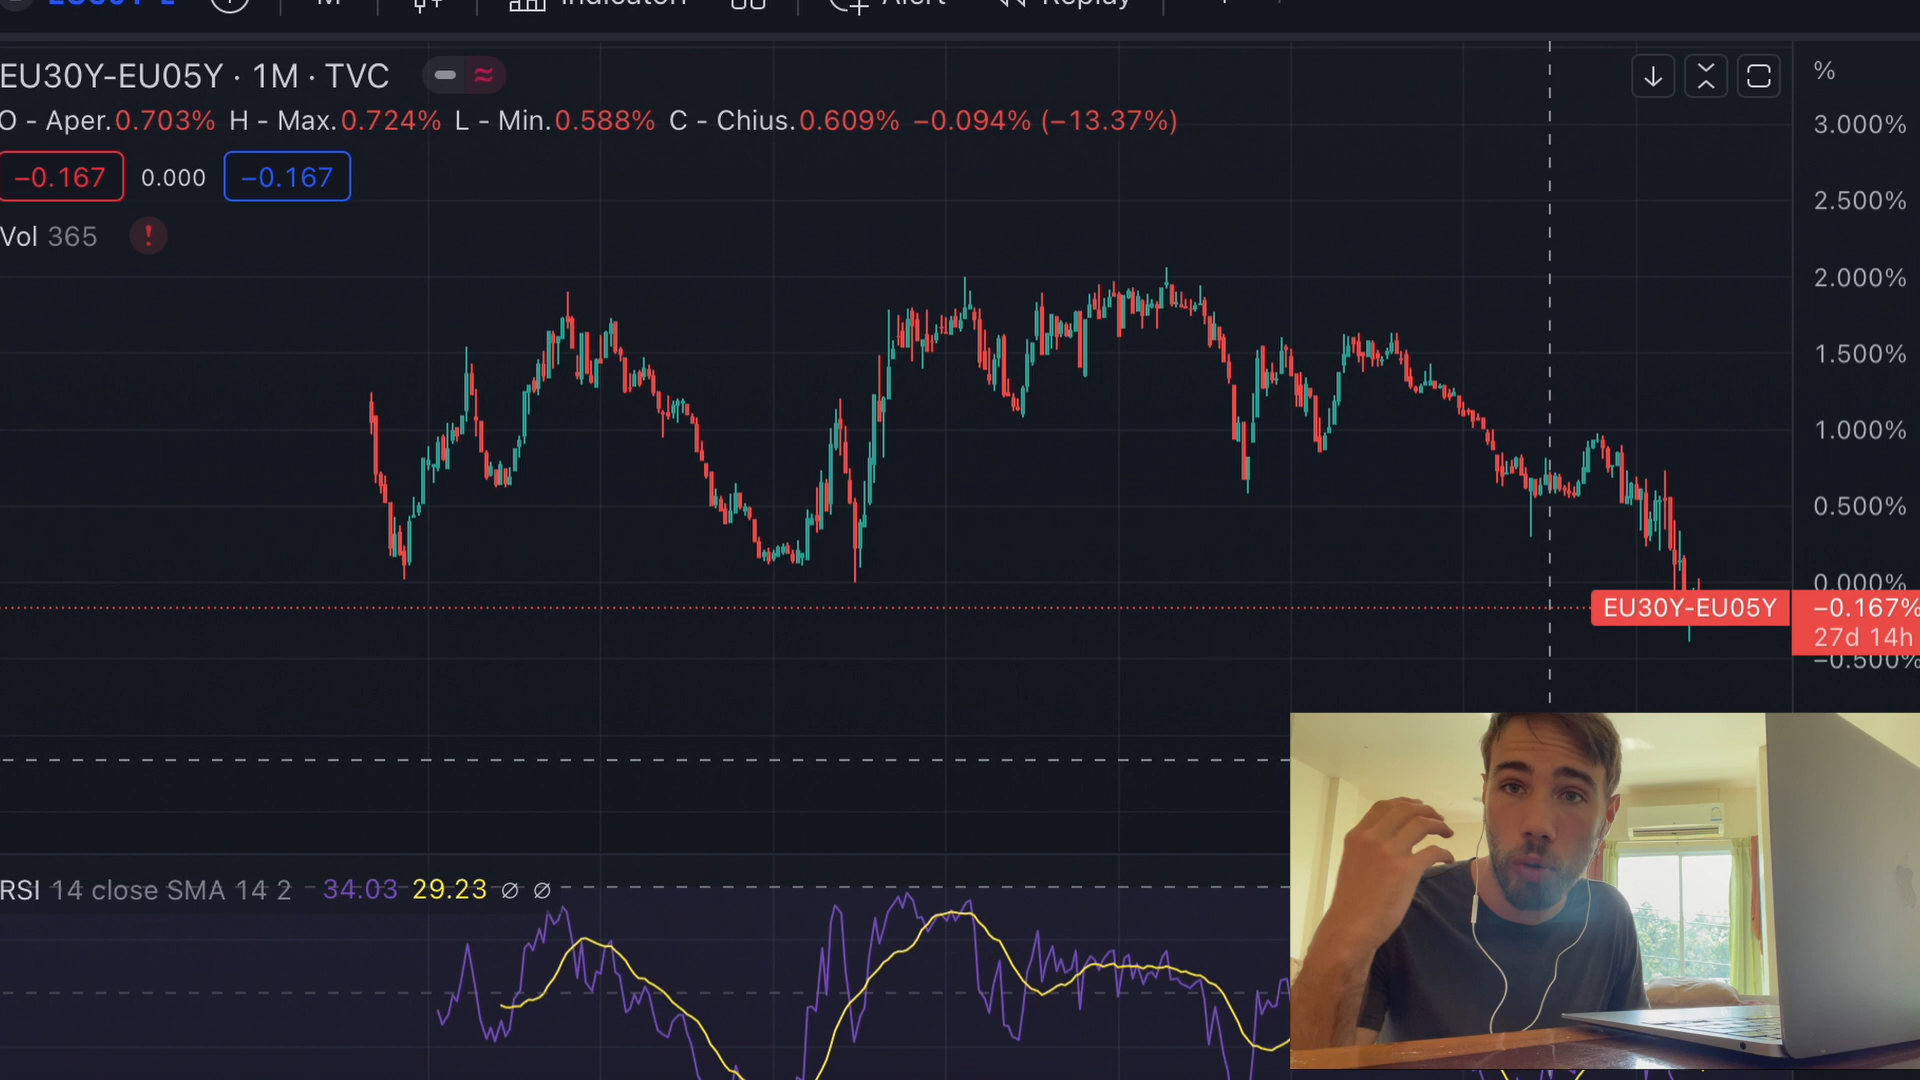 M Indicatori Alert Replay
EU30Y-EU05Y · 1M · TVC
%
O - Aper.0.703% H - Max.0.724% L - Min.0.588% C - Chius.0.609% −0.094% (−13.37%)
3.000%
−0.167 0.000 −0.167
2.500%
Vol 365 !
2.000%
1.500%
1.000%
0.500%
0.000%
EU30Y-EU05Y −0.167%
27d 14h
−0.500%
RSI 14 close SMA 14 2 34.03 29.23 ∅ ∅